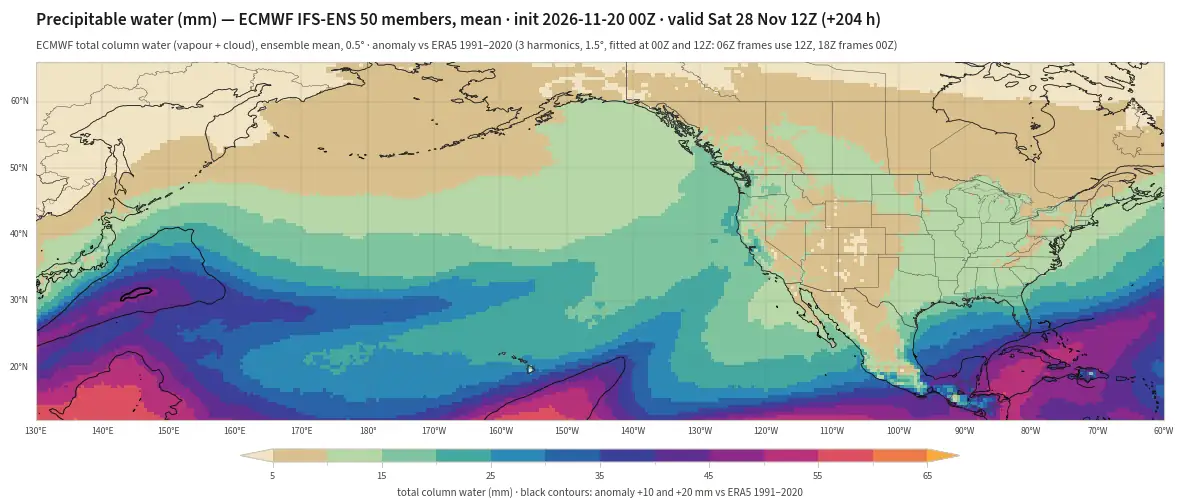 Precipitable water (mm) — ECMWF IFS-ENS 50 members, mean · init 2026-11-20 00Z · valid Sat 28 Nov 12Z (+204 h)
ECMWF total column water (vapour + cloud), ensemble mean, 0.5° · anomaly vs ERA5 1991–2020 (3 harmonics, 1.5°, fitted at 00Z and 12Z: 06Z frames use 12Z, 18Z frames 00Z)
60°N
50°N
40°N
30°N
20°N
130°E 140°E 150°E 160°E 170°E 180° 170°W 160°W 150°W 140°W 130°W 120°W 110°W 100°W 90°W 80°W 70°W 60°W
5 15 25 35 45 55 65
total column water (mm) · black contours: anomaly +10 and +20 mm vs ERA5 1991–2020